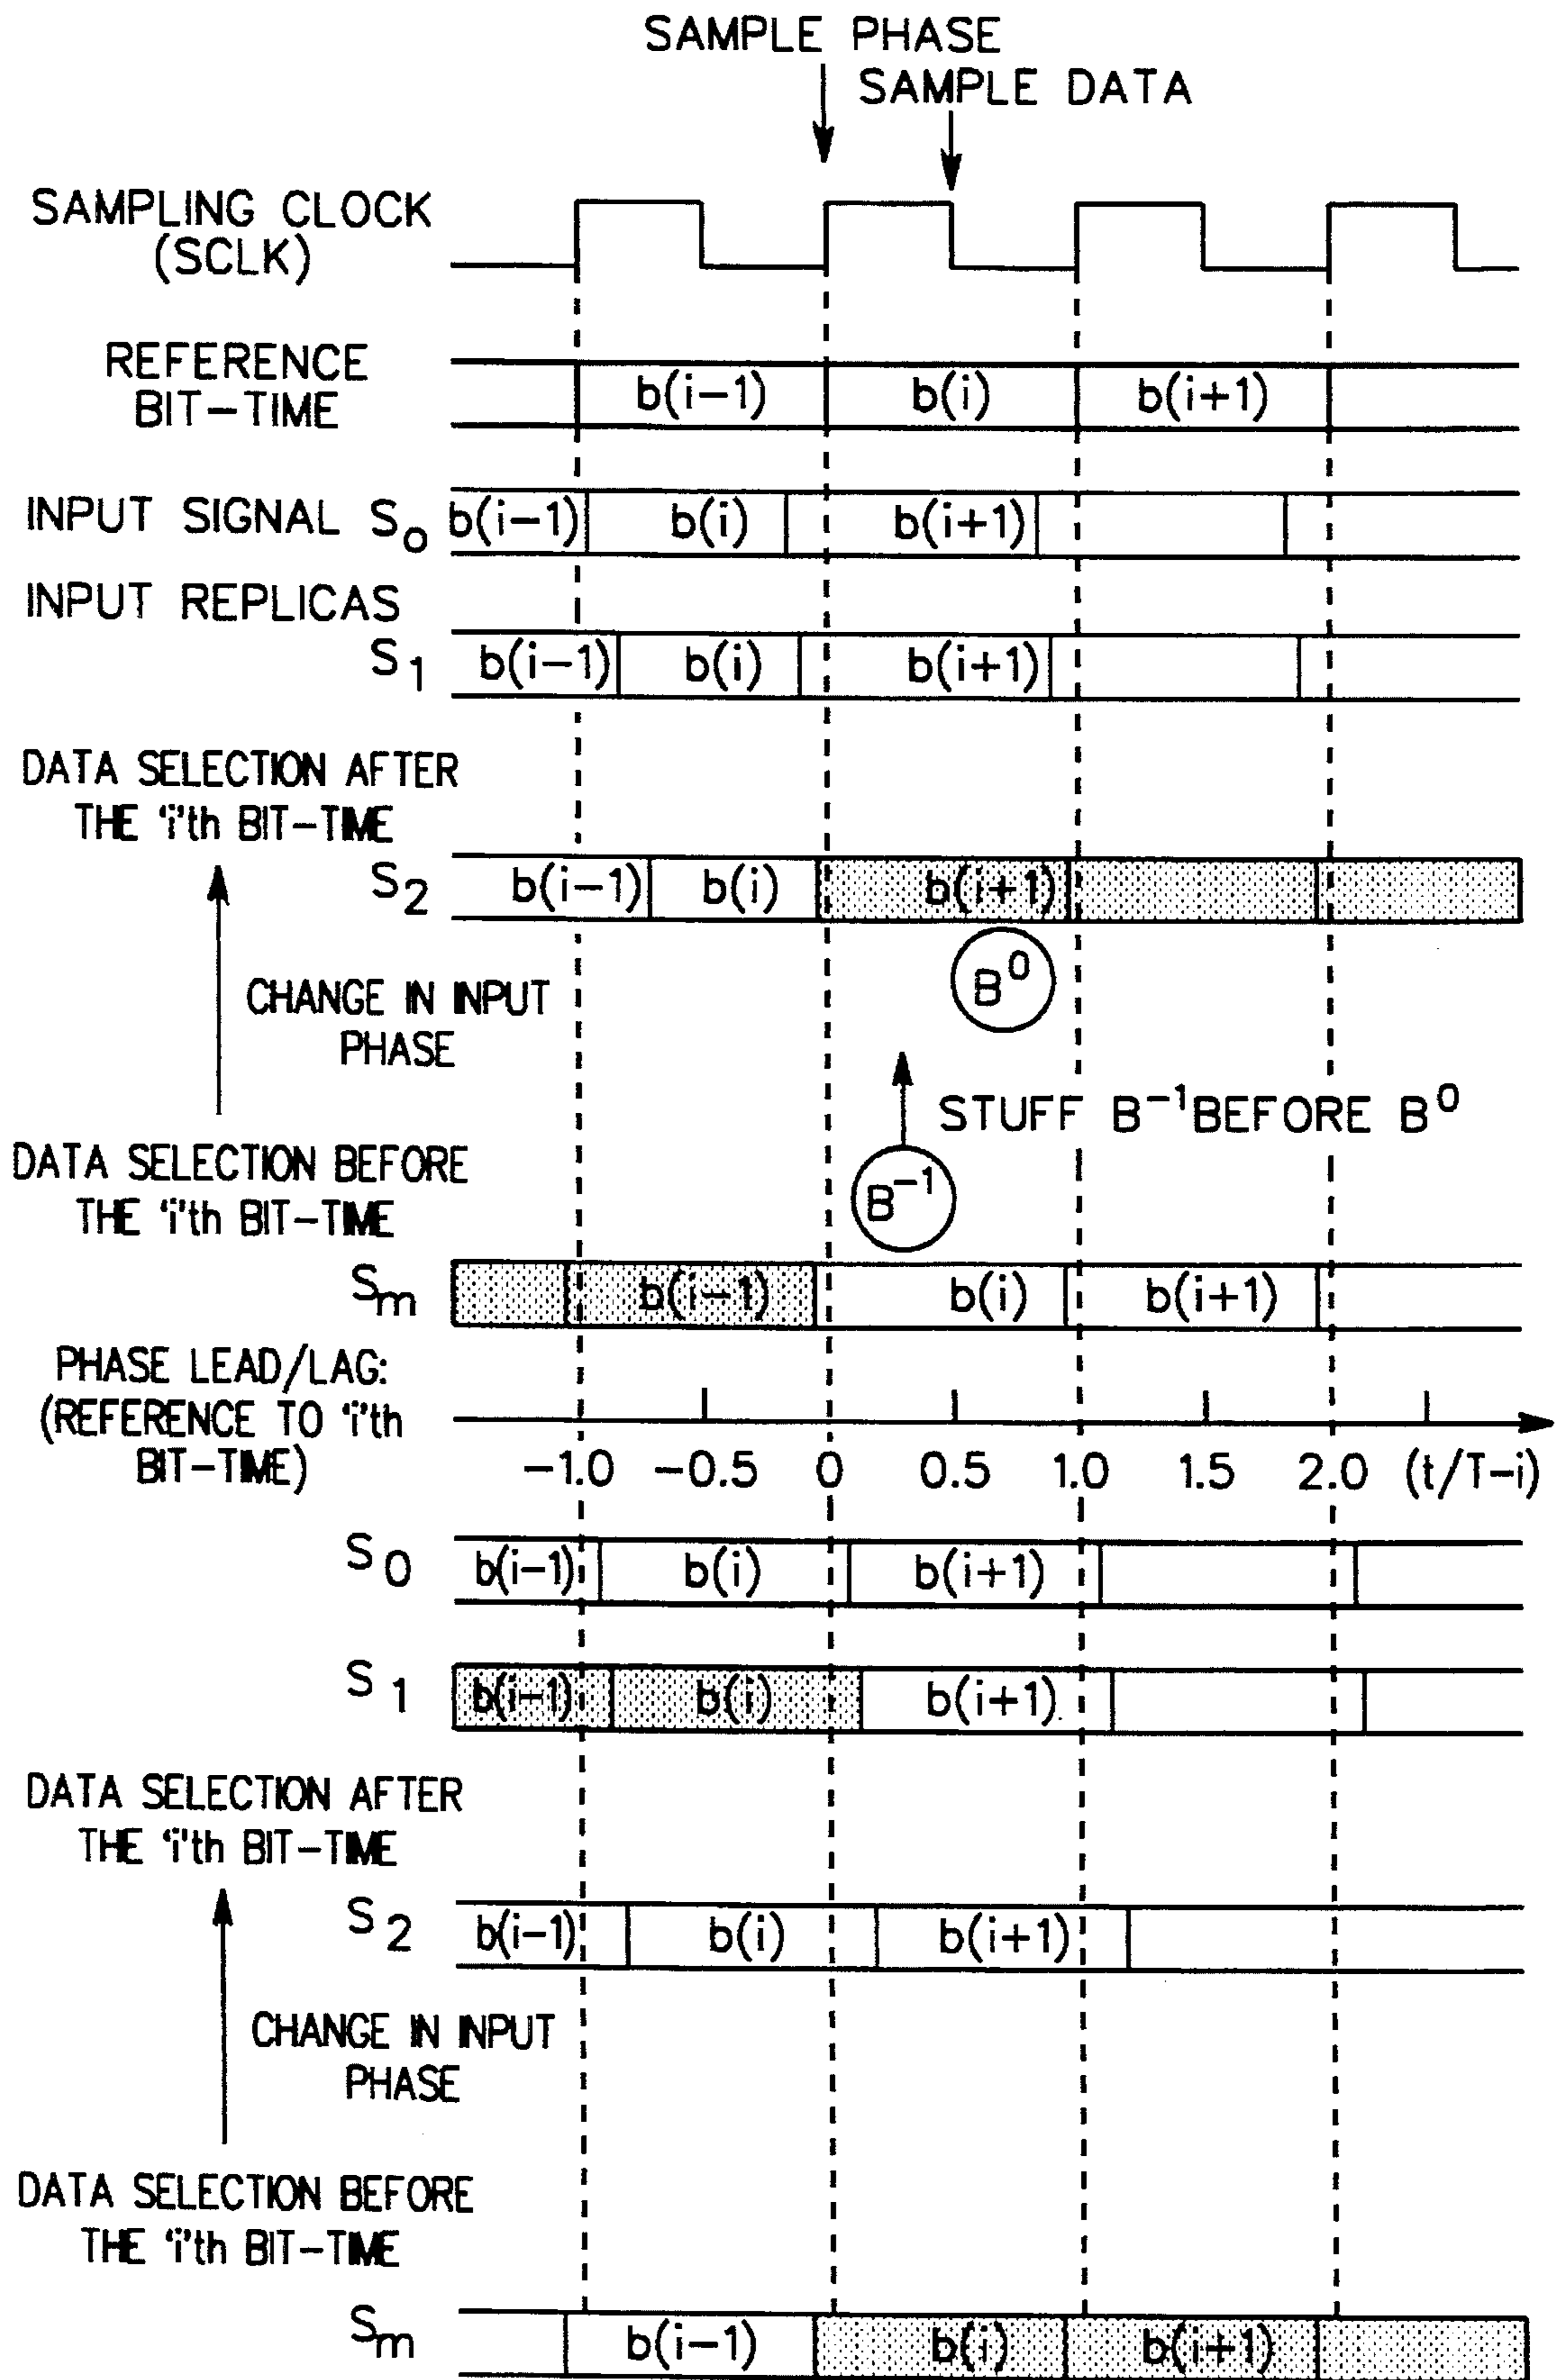 SAMPLE PHASE
SAMPLE DATA
SAMPLING CLOCK
(SCLK)
REFERENCE
BIT-TIME
b(i-1) b(i) b(i+1)
INPUT SIGNAL S₀ b(i-1) b(i) b(i+1)
INPUT REPLICAS
S₁ b(i-1) b(i) b(i+1)
DATA SELECTION AFTER
THE 'i'th BIT-TIME
S₂ b(i-1) b(i) b(i+1)
B⁰
CHANGE IN INPUT
PHASE
STUFF B⁻¹BEFORE B⁰
B⁻¹
DATA SELECTION BEFORE
THE 'i'th BIT-TIME
Sₘ b(i-1) b(i) b(i+1)
PHASE LEAD/LAG:
(REFERENCE TO 'i'th
BIT-TIME)
-1.0 -0.5 0 0.5 1.0 1.5 2.0 (t/T-i)
S₀ b(i-1) b(i) b(i+1)
S₁ b(i-1) b(i) b(i+1)
DATA SELECTION AFTER
THE 'i'th BIT-TIME
S₂ b(i-1) b(i) b(i+1)
CHANGE IN INPUT
PHASE
DATA SELECTION BEFORE
THE 'i'th BIT-TIME
Sₘ b(i-1) b(i) b(i+1)